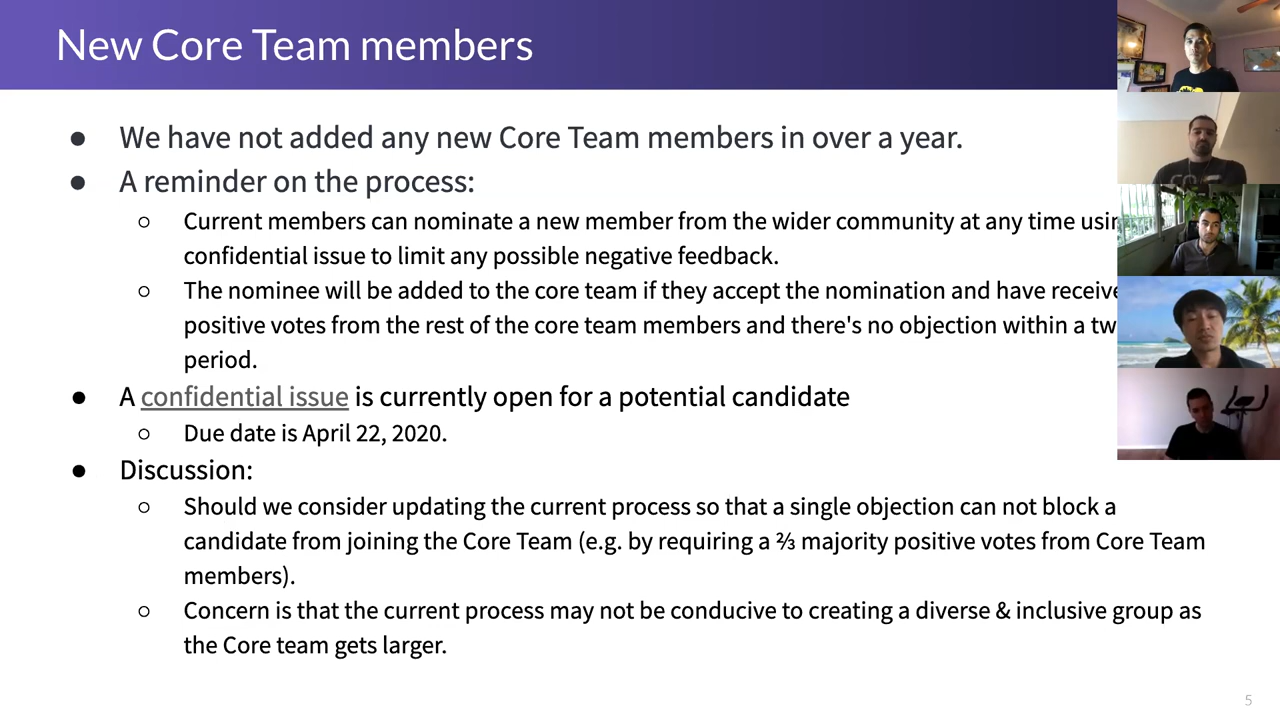 New Core Team members
● We have not added any new Core Team members in over a year.
● A reminder on the process:
○ Current members can nominate a new member from the wider community at any time
confidential issue to limit any possible negative feedback.
○ The nominee will be added to the core team if they accept the nomination and have
positive votes from the rest of the core team members and there's no objection within a
period.
● A confidential issue is currently open for a potential candidate
○ Due date is April 22, 2020.
● Discussion:
○ Should we consider updating the current process so that a single objection can not block a
candidate from joining the Core Team (e.g. by requiring a ⅔ majority positive votes from Core Team
members).
○ Concern is that the current process may not be conducive to creating a diverse & inclusive group as
the Core team gets larger.
5